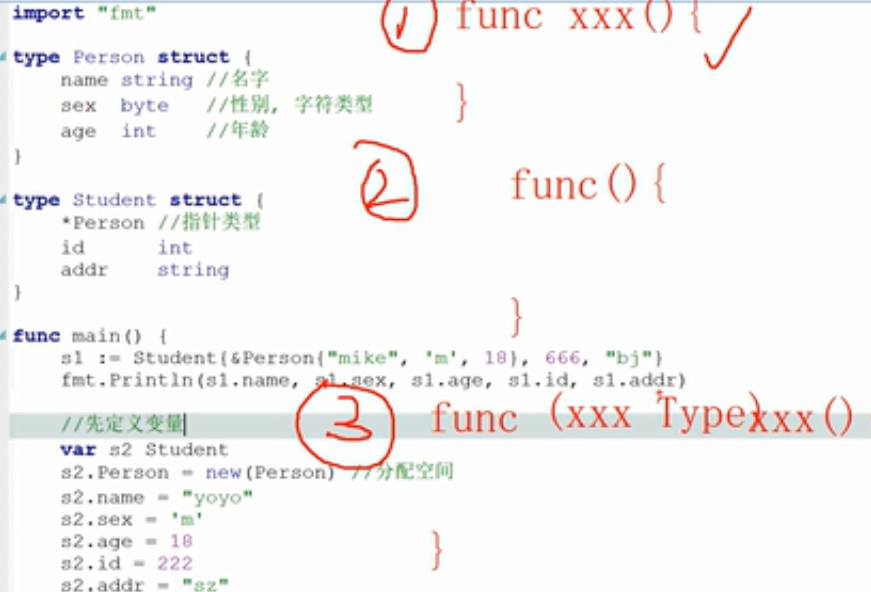 import "fmt"
① func xxx() {
type Person struct {
name string //名字
sex byte //性别, 字符类型
}
age int //年龄
}
② func() {
type Student struct {
*Person //指针类型
id int
addr string
}
}
func main() {
s1 := Student{&Person{"mike", 'm', 18}, 666, "bj"}
fmt.Println(s1.name, s1.sex, s1.age, s1.id, s1.addr)
//先定义变量
③ func (xxx Type)xxx()
var s2 Student
s2.Person = new(Person) //分配空间
s2.name = "yoyo"
s2.sex = 'm'
s2.age = 18
}
s2.id = 222
s2.addr = "sz"